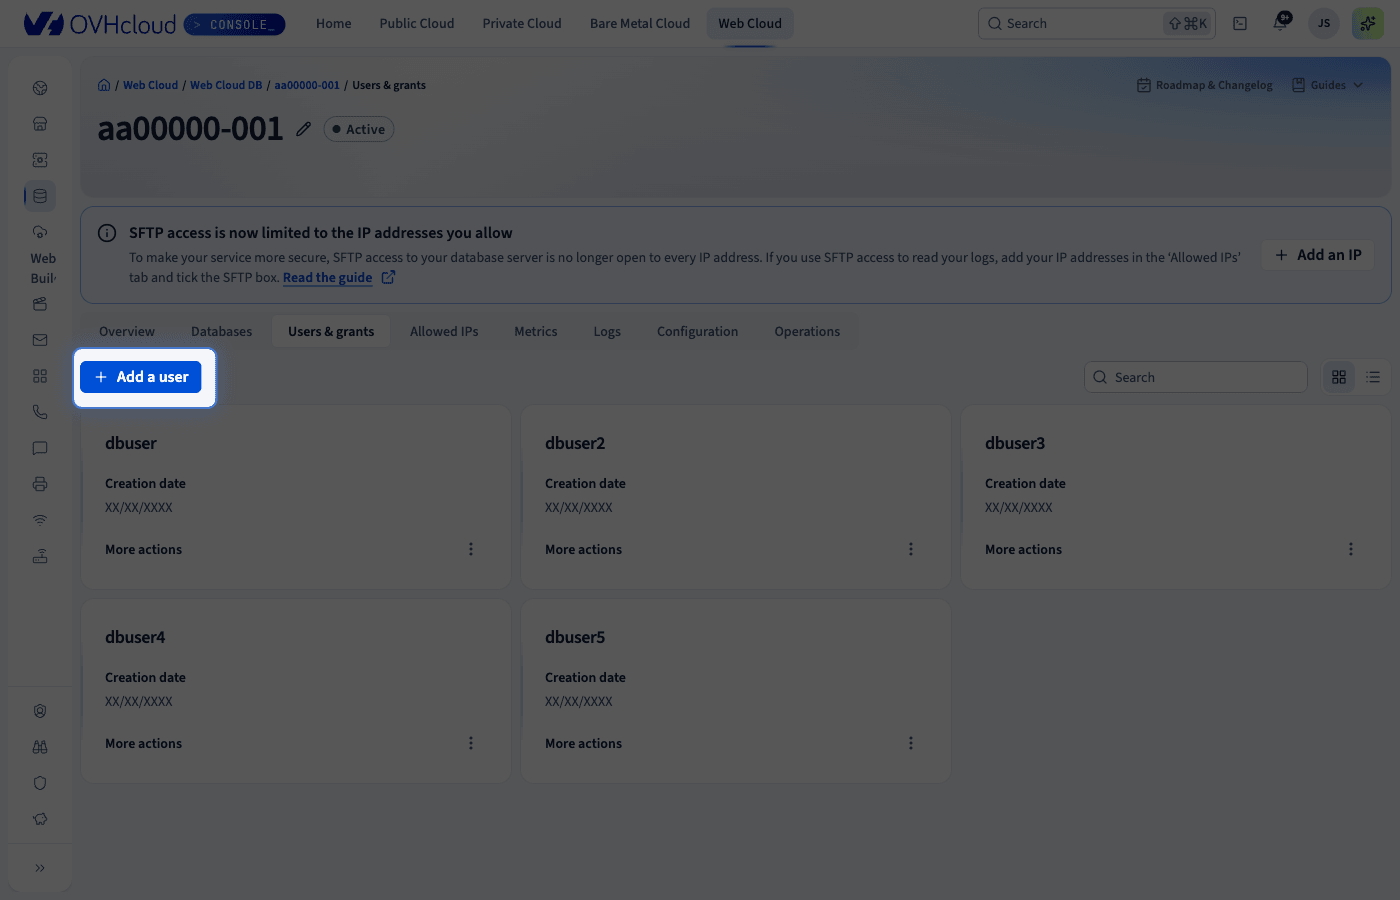 OVHcloud
> CONSOLE_
Home
Public Cloud
Private Cloud
Bare Metal Cloud
Web Cloud
Search
⇧⌘K
9+
JS
/ Web Cloud / Web Cloud DB / aa00000-001 / Users & grants
Roadmap & Changelog
Guides
aa00000-001
Active
SFTP access is now limited to the IP addresses you allow
To make your service more secure, SFTP access to your database server is no longer open to every IP address. If you use SFTP access to read your logs, add your IP addresses in the ‘Allowed IPs’
tab and tick the SFTP box. Read the guide
+ Add an IP
Web
Buil
Overview
Databases
Users & grants
Allowed IPs
Metrics
Logs
Configuration
Operations
+ Add a user
Search
dbuser
Creation date
XX/XX/XXXX
More actions
dbuser2
Creation date
XX/XX/XXXX
More actions
dbuser3
Creation date
XX/XX/XXXX
More actions
dbuser4
Creation date
XX/XX/XXXX
More actions
dbuser5
Creation date
XX/XX/XXXX
More actions